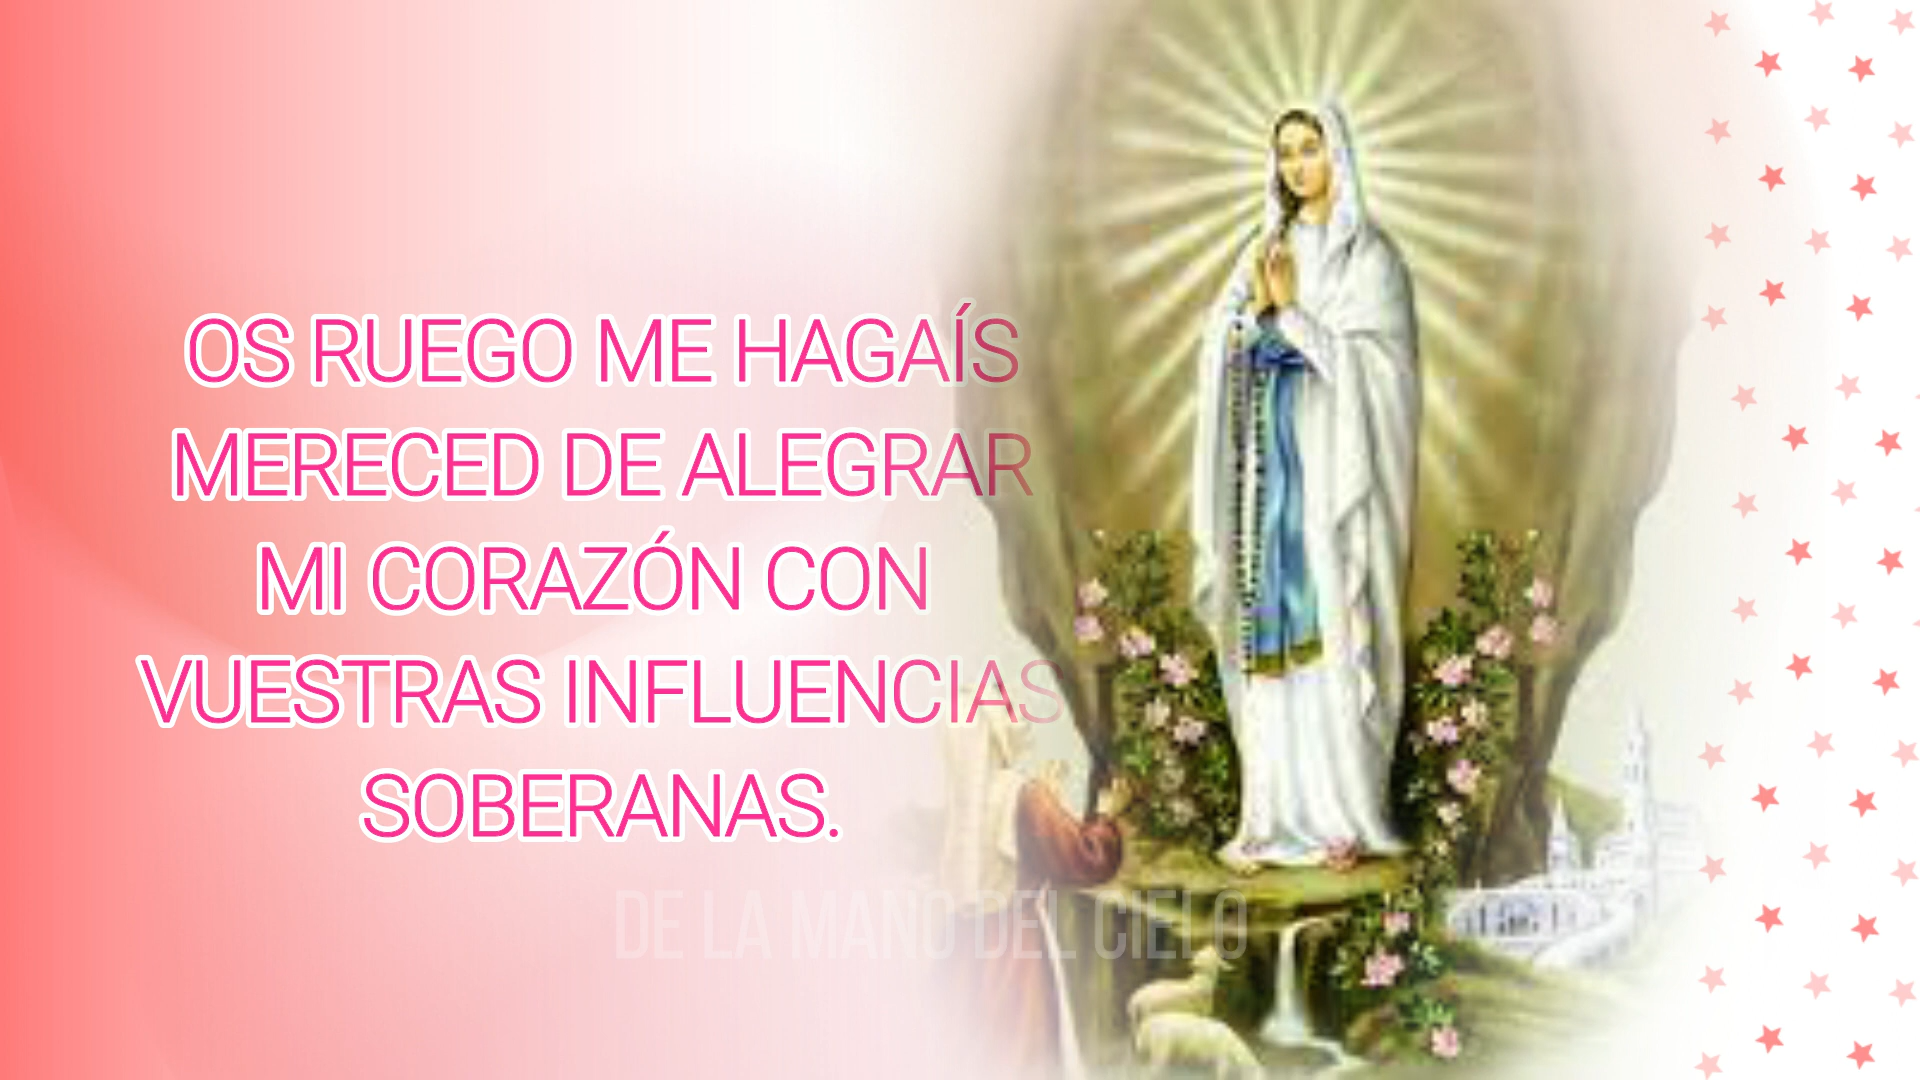 OS RUEGO ME HAGAÍS
MERECED DE ALEGRAR
MI CORAZÓN CON
VUESTRAS INFLUENCIAS
SOBERANAS.
DE LA MANO DEL CIELO